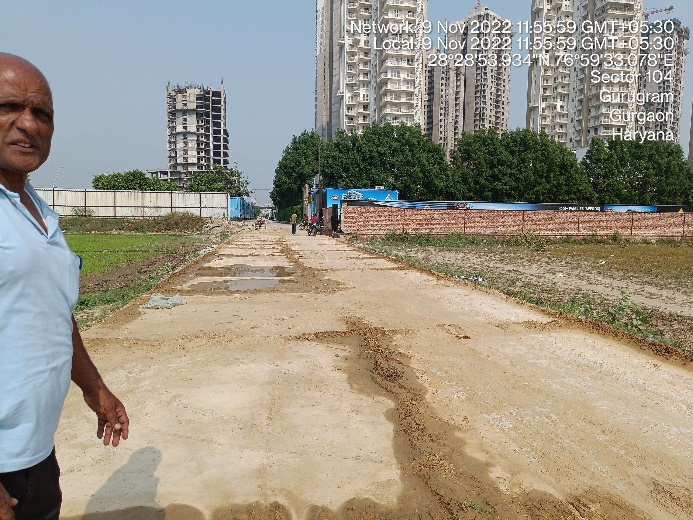 Network: 9 Nov 2022 11:55:59 GMT+05:30
Local: 9 Nov 2022 11:55:59 GMT+05:30
28°28'53.934"N 76°59'33.078"E
Sector 104
Gurugram
Gurgaon
Haryana